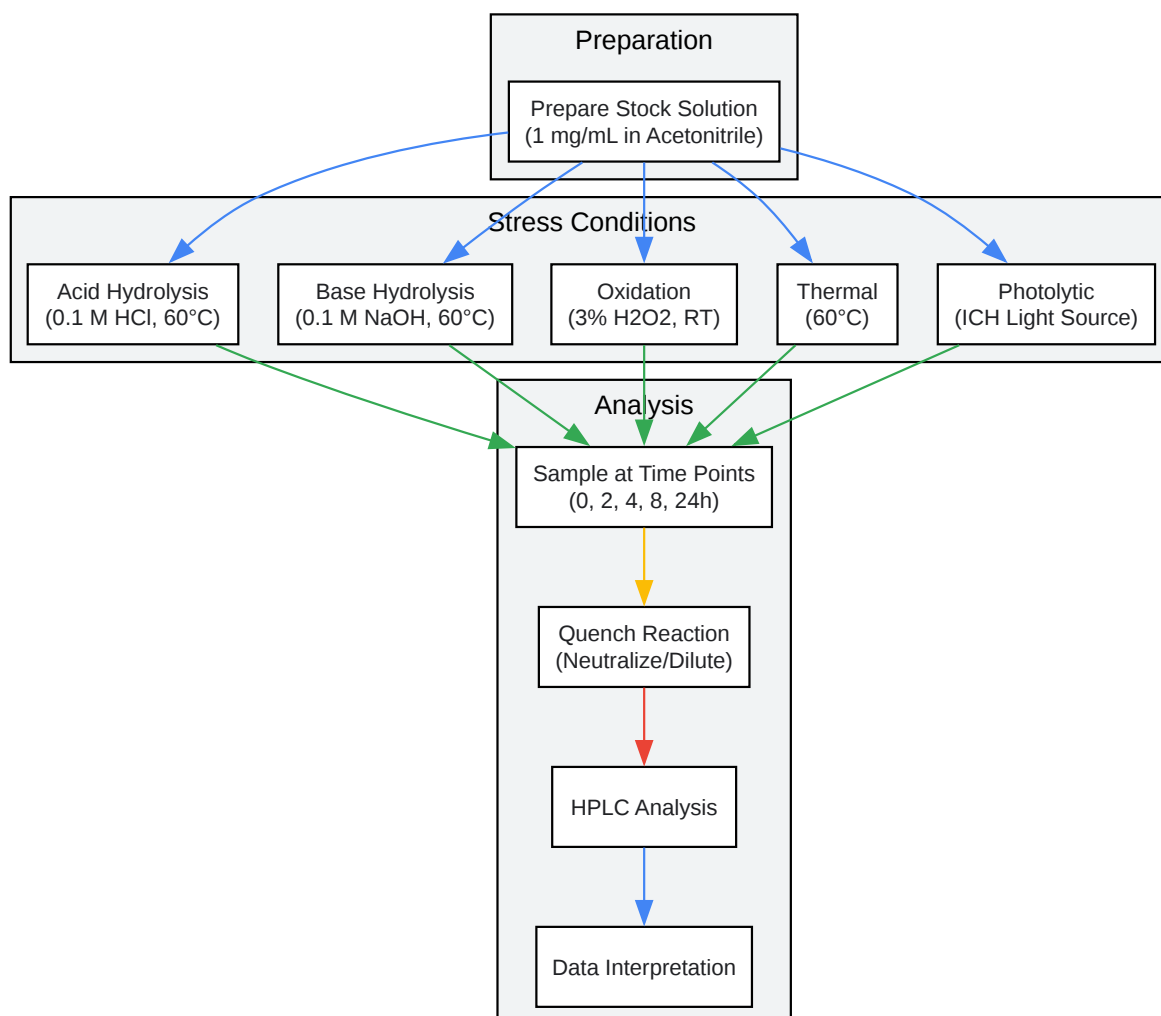 Preparation
Prepare Stock Solution
(1 mg/mL in Acetonitrile)
Stress Conditions
Acid Hydrolysis
(0.1 M HCl, 60°C)
Base Hydrolysis
(0.1 M NaOH, 60°C)
Oxidation
(3% H2O2, RT)
Thermal
(60°C)
Photolytic
(ICH Light Source)
Analysis
Sample at Time Points
(0, 2, 4, 8, 24h)
Quench Reaction
(Neutralize/Dilute)
HPLC Analysis
Data Interpretation